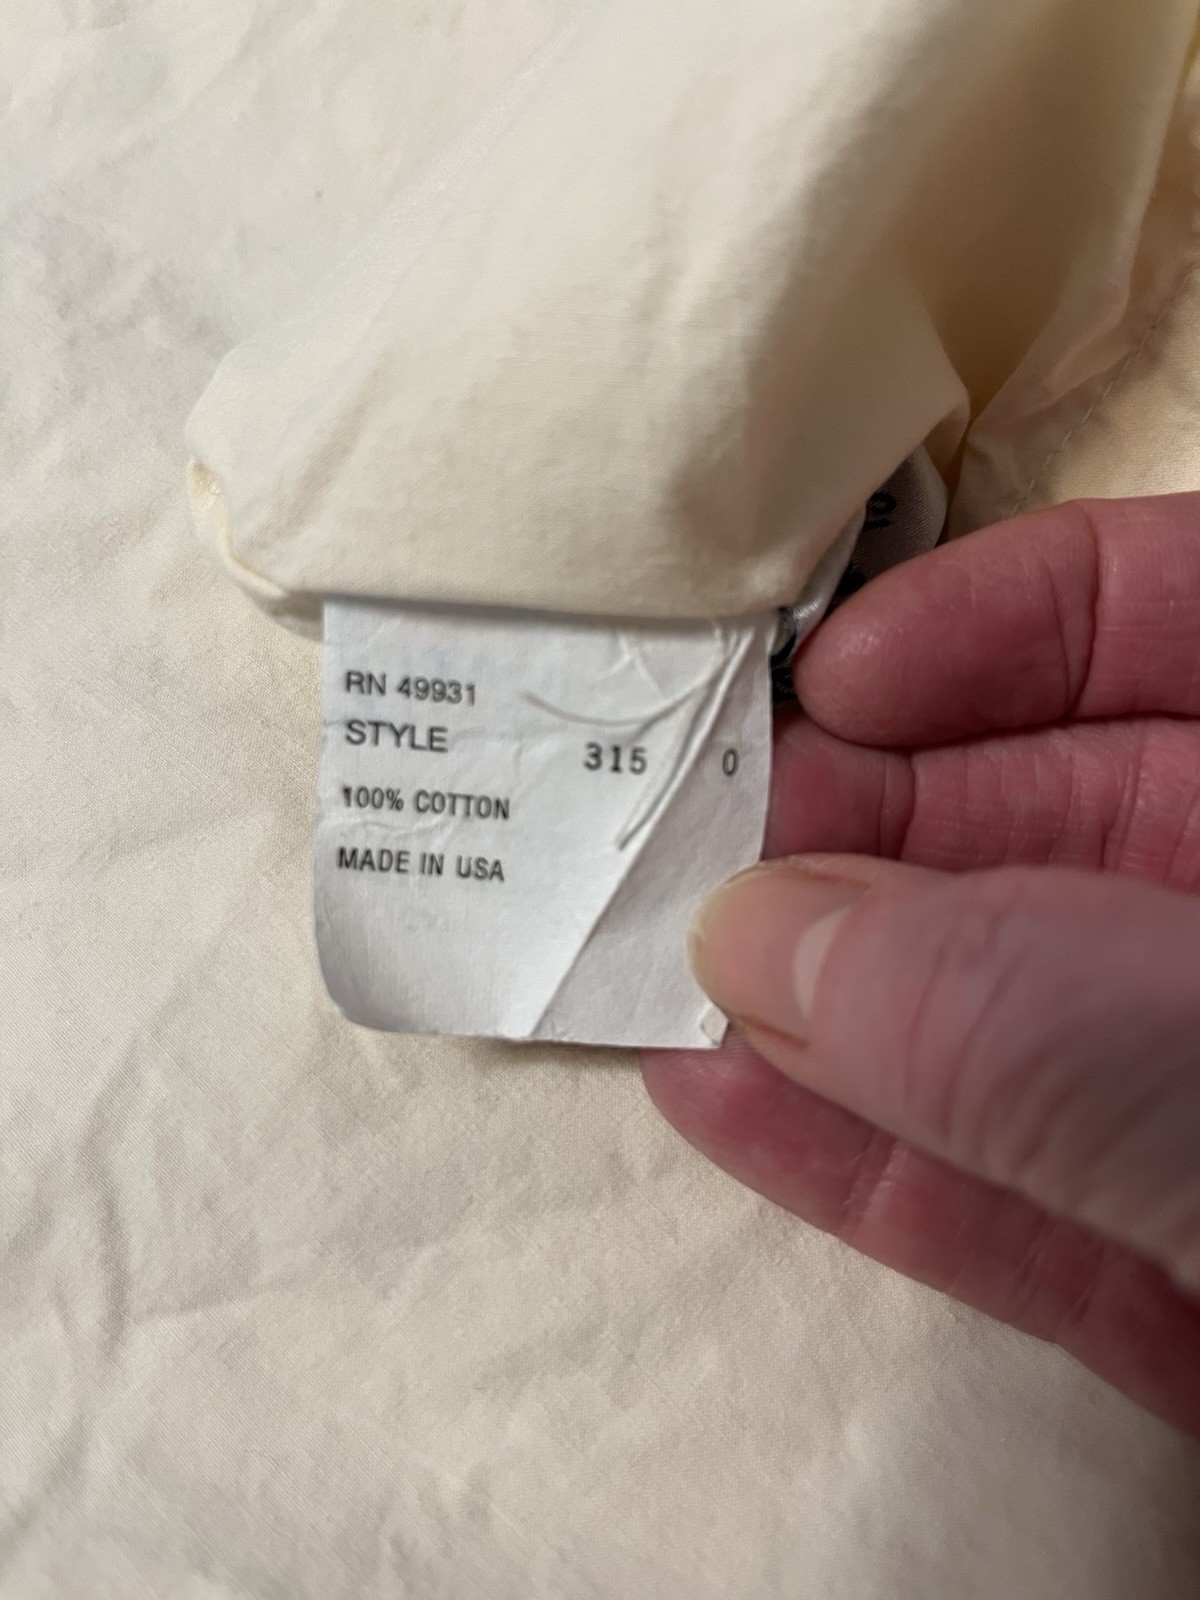 RN 49931
STYLE 315 0
100% COTTON
MADE IN USA